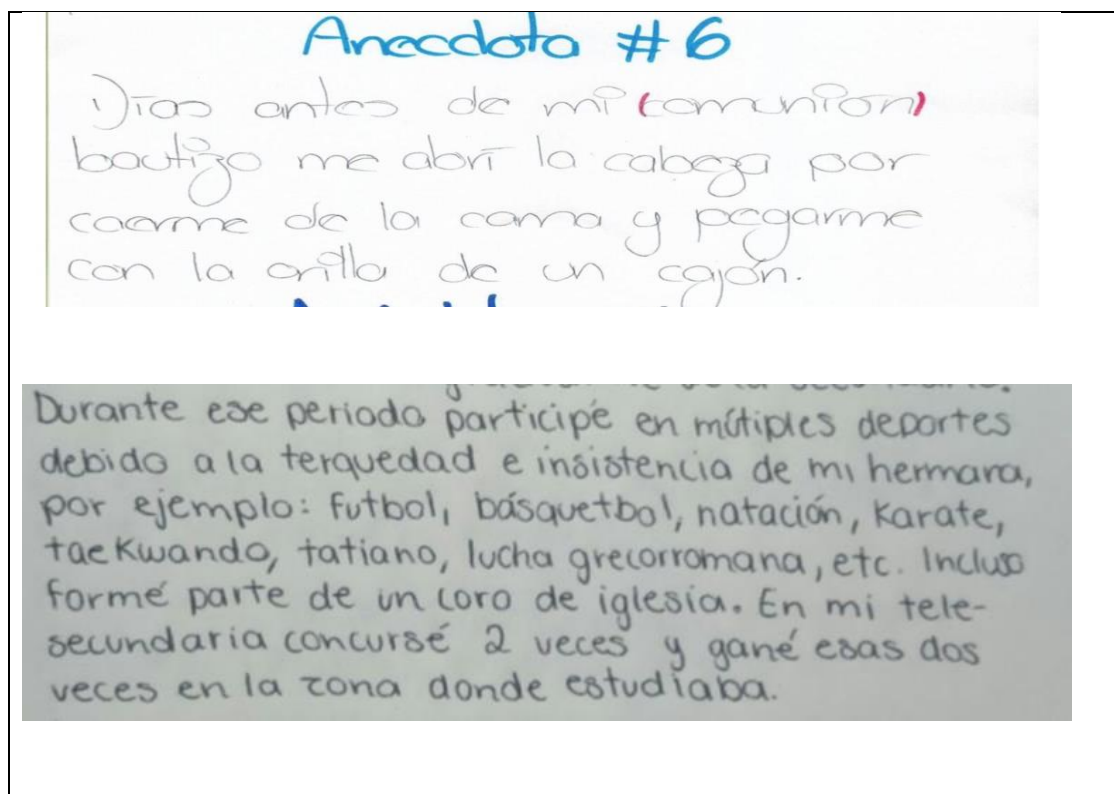 Anecdota #6
Días antes de mi (comunión)
bautizo me abrí la cabeza por
caerme de la cama y pegarme
con la orilla de un cajón.
Durante ese periodo participé en mútiples deportes
debido a la terquedad e insistencia de mi hermana,
por ejemplo: futbol, básquetbol, natación, Karate,
taekwando, tatiano, lucha grecorromana, etc. Incluso
formé parte de un coro de iglesia. En mi tele-
secundaria concursé 2 veces y gané esas dos
veces en la zona donde estudiaba.